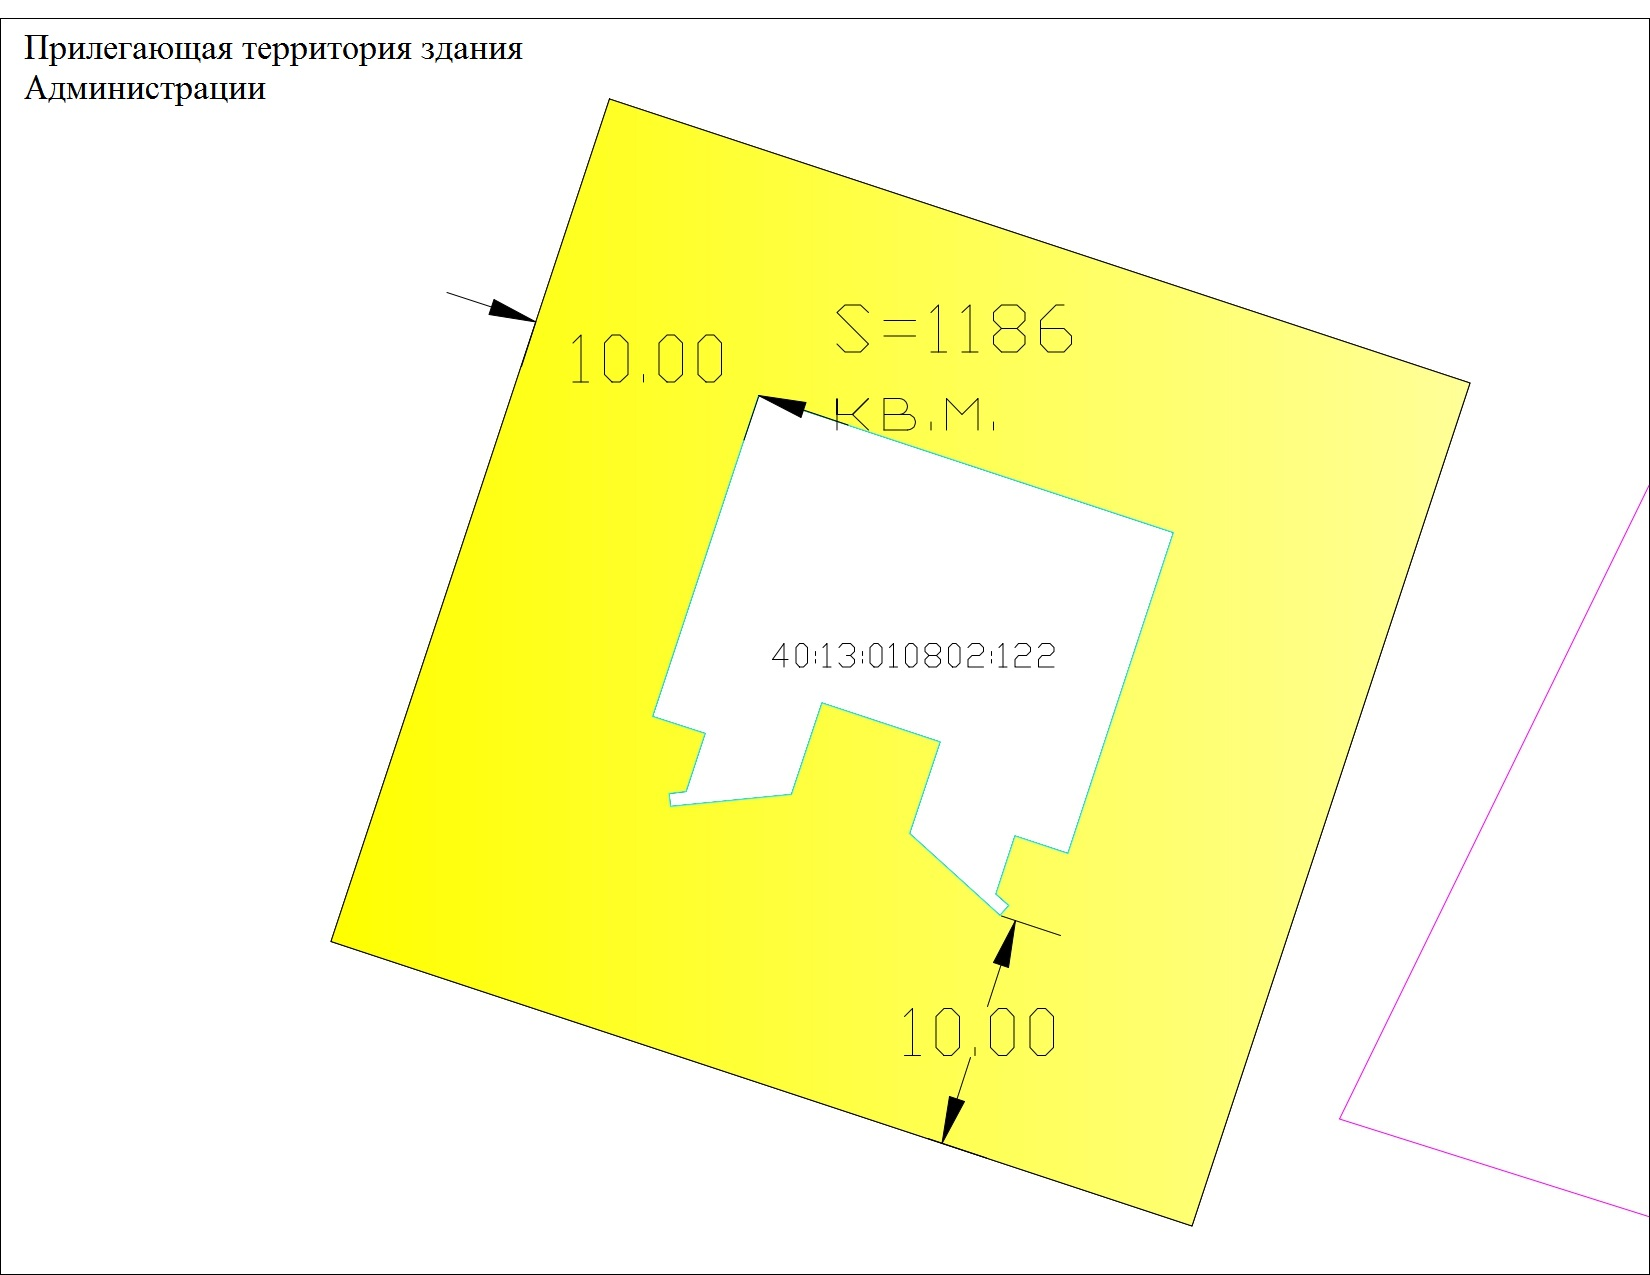 Прилегающая территория здания
Администрации
S=1186
кв.м.
10.00
40:13:010802:122
10.00